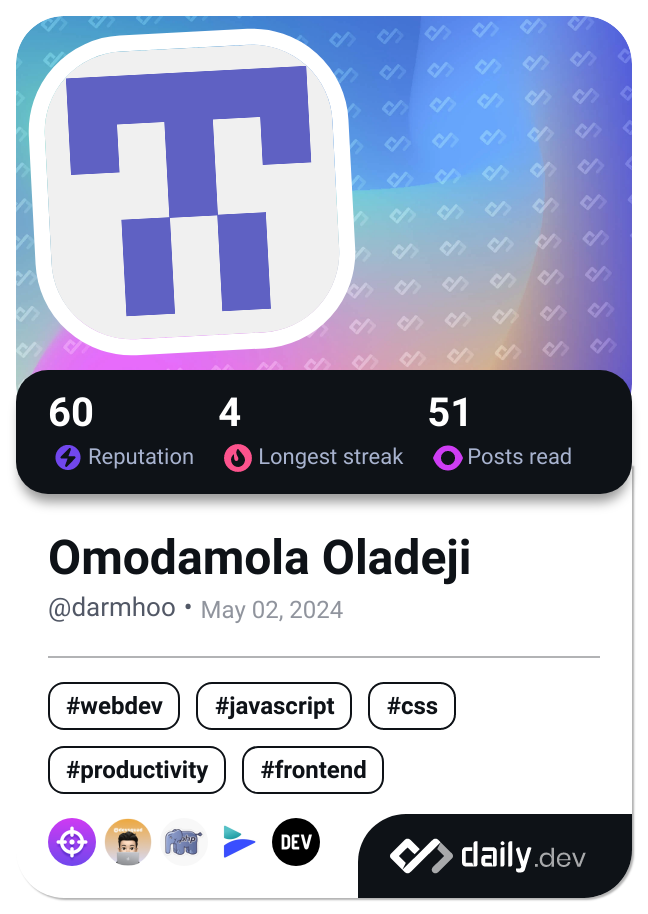 60 4 51
Reputation Longest streak Posts read
Omodamola Oladeji
@darmhoo • May 02, 2024
#webdev #javascript #css
#productivity #frontend
php DEV
daily.dev